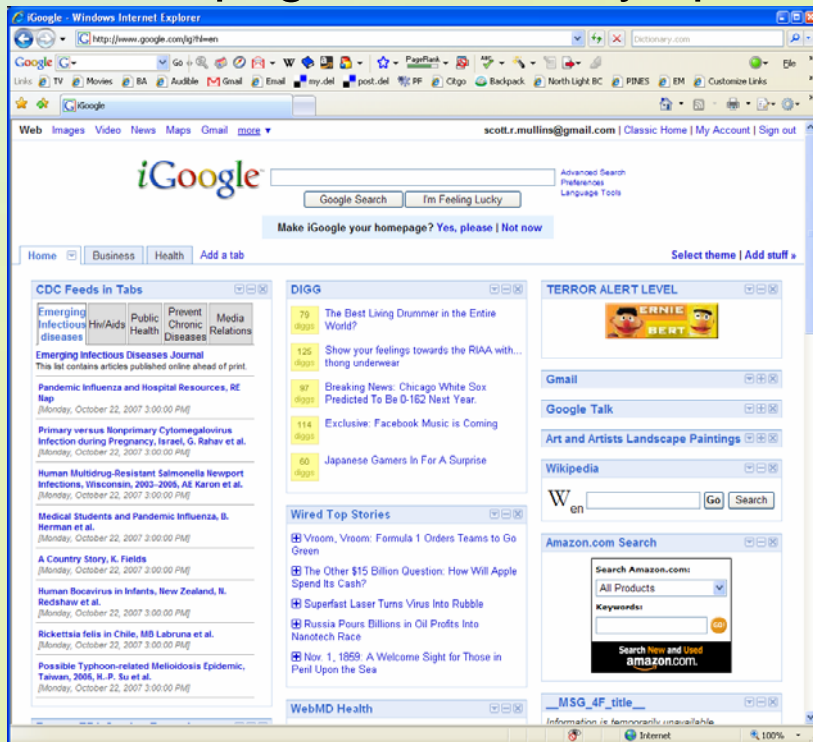 iGoogle - Windows Internet Explorer
http://www.google.com/ig?hl=en
Dictionary.com
Google G Go W PageRank File
Links TV Movies BA Audible Gmail Email my.del post.del PF Citgo Backpack North Light BC PINES EM Customize Links
iGoogle
Web Images Video News Maps Gmail more ▼
scott.r.mullins@gmail.com | Classic Home | My Account | Sign out
iGoogle
Advanced Search
Preferences
Language Tools
Google Search I'm Feeling Lucky
Make iGoogle your homepage? Yes, please | Not now
Home Business Health Add a tab
Select theme | Add stuff »
CDC Feeds in Tabs
Emerging Infectious diseases
Hiv/Aids
Public Health
Prevent Chronic Diseases
Media Relations
Emerging Infectious Diseases Journal
This list contains articles published online ahead of print.
Pandemic Influenza and Hospital Resources, RE
Nap
[Monday, October 22, 2007 3:00:00 PM]
Primary versus Nonprimary Cytomegalovirus
Infection during Pregnancy, Israel, G. Rahav et al.
[Monday, October 22, 2007 3:00:00 PM]
Human Multidrug-Resistant Salmonella Newport
Infections, Wisconsin, 2003–2005, AE Karon et al.
[Monday, October 22, 2007 3:00:00 PM]
Medical Students and Pandemic Influenza, B.
Herman et al.
[Monday, October 22, 2007 3:00:00 PM]
A Country Story, K. Fields
[Monday, October 22, 2007 3:00:00 PM]
Human Bocavirus in Infants, New Zealand, N.
Redshaw et al.
[Monday, October 22, 2007 3:00:00 PM]
Rickettsia felis in Chile, MB Labruna et al.
[Monday, October 22, 2007 3:00:00 PM]
Possible Typhoon-related Melioidosis Epidemic,
Taiwan, 2005, H.-P. Su et al.
[Monday, October 22, 2007 3:00:00 PM]
DIGG
79 diggs
The Best Living Drummer in the Entire
World?
125 diggs
Show your feelings towards the RIAA with...
thong underwear
97 diggs
Breaking News: Chicago White Sox
Predicted To Be 0-162 Next Year.
114 diggs
Exclusive: Facebook Music is Coming
60 diggs
Japanese Gamers In For A Surprise
Wired Top Stories
Vroom, Vroom: Formula 1 Orders Teams to Go
Green
The Other $15 Billion Question: How Will Apple
Spend Its Cash?
Superfast Laser Turns Virus Into Rubble
Russia Pours Billions in Oil Profits Into
Nanotech Race
Nov. 1, 1859: A Welcome Sight for Those in
Peril Upon the Sea
WebMD Health
TERROR ALERT LEVEL
ERNIE
BERT
Gmail
Google Talk
Art and Artists Landscape Paintings
Wikipedia
W en Go Search
Amazon.com Search
Search Amazon.com:
All Products
Keywords:
GO!
Search New and Used
amazon.com.
__MSG_4F_title__
Information is temporarily unavailable.
Internet 100%